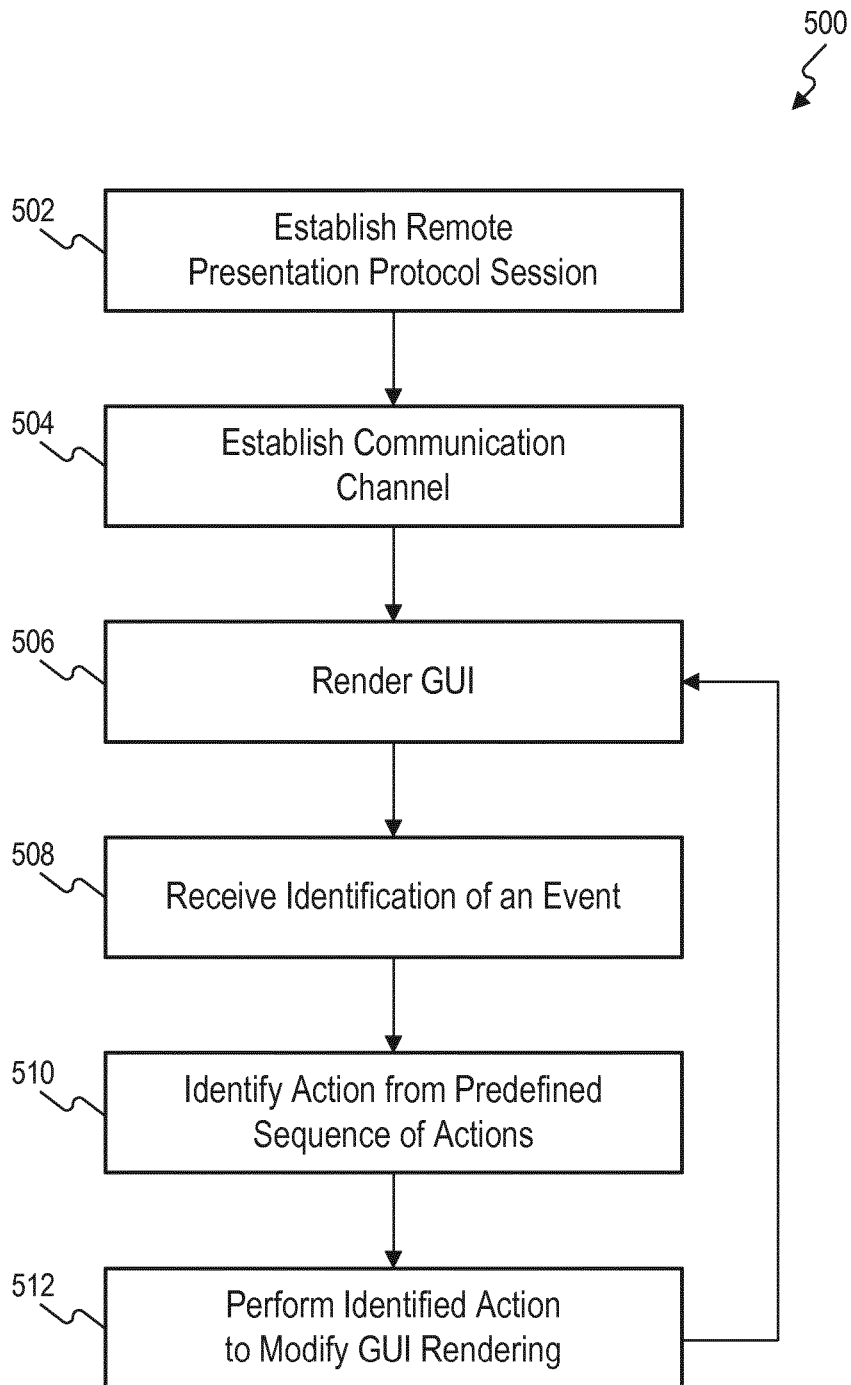 500
502
Establish Remote
Presentation Protocol Session
504
Establish Communication
Channel
506
Render GUI
508
Receive Identification of an Event
510
Identify Action from Predefined
Sequence of Actions
512
Perform Identified Action
to Modify GUI Rendering